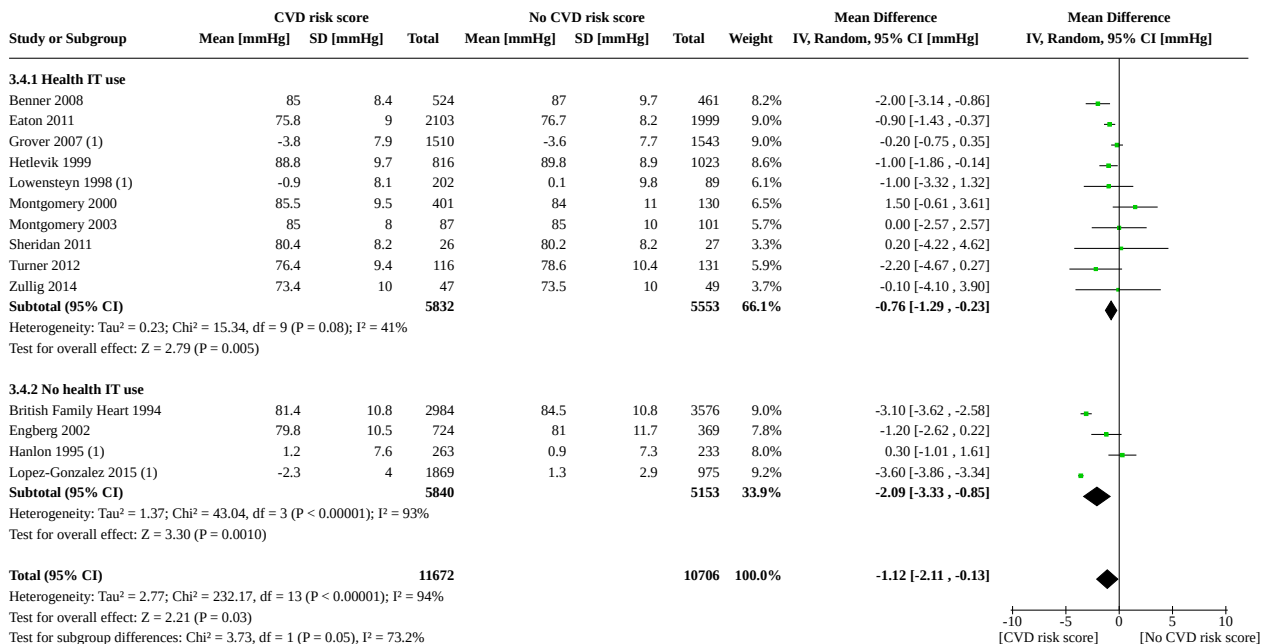 CVD risk score No CVD risk score Mean Difference Mean Difference
Study or Subgroup Mean [mmHg] SD [mmHg] Total Mean [mmHg] SD [mmHg] Total Weight IV, Random, 95% CI [mmHg] IV, Random, 95% CI [mmHg]
3.4.1 Health IT use
Benner 2008 85 8.4 524 87 9.7 461 8.2% -2.00 [-3.14 , -0.86]
Eaton 2011 75.8 9 2103 76.7 8.2 1999 9.0% -0.90 [-1.43 , -0.37]
Grover 2007 (1) -3.8 7.9 1510 -3.6 7.7 1543 9.0% -0.20 [-0.75 , 0.35]
Hetlevik 1999 88.8 9.7 816 89.8 8.9 1023 8.6% -1.00 [-1.86 , -0.14]
Lowensteyn 1998 (1) -0.9 8.1 202 0.1 9.8 89 6.1% -1.00 [-3.32 , 1.32]
Montgomery 2000 85.5 9.5 401 84 11 130 6.5% 1.50 [-0.61 , 3.61]
Montgomery 2003 85 8 87 85 10 101 5.7% 0.00 [-2.57 , 2.57]
Sheridan 2011 80.4 8.2 26 80.2 8.2 27 3.3% 0.20 [-4.22 , 4.62]
Turner 2012 76.4 9.4 116 78.6 10.4 131 5.9% -2.20 [-4.67 , 0.27]
Zullig 2014 73.4 10 47 73.5 10 49 3.7% -0.10 [-4.10 , 3.90]
Subtotal (95% CI) 5832 5553 66.1% -0.76 [-1.29 , -0.23]
Heterogeneity: Tau² = 0.23; Chi² = 15.34, df = 9 (P = 0.08); I² = 41%
Test for overall effect: Z = 2.79 (P = 0.005)
3.4.2 No health IT use
British Family Heart 1994 81.4 10.8 2984 84.5 10.8 3576 9.0% -3.10 [-3.62 , -2.58]
Engberg 2002 79.8 10.5 724 81 11.7 369 7.8% -1.20 [-2.62 , 0.22]
Hanlon 1995 (1) 1.2 7.6 263 0.9 7.3 233 8.0% 0.30 [-1.01 , 1.61]
Lopez-Gonzalez 2015 (1) -2.3 4 1869 1.3 2.9 975 9.2% -3.60 [-3.86 , -3.34]
Subtotal (95% CI) 5840 5153 33.9% -2.09 [-3.33 , -0.85]
Heterogeneity: Tau² = 1.37; Chi² = 43.04, df = 3 (P < 0.00001); I² = 93%
Test for overall effect: Z = 3.30 (P = 0.0010)
Total (95% CI) 11672 10706 100.0% -1.12 [-2.11 , -0.13]
Heterogeneity: Tau² = 2.77; Chi² = 232.17, df = 13 (P < 0.00001); I² = 94%
Test for overall effect: Z = 2.21 (P = 0.03) -10 -5 0 5 10
Test for subgroup differences: Chi² = 3.73, df = 1 (P = 0.05), I² = 73.2% [CVD risk score] [No CVD risk score]